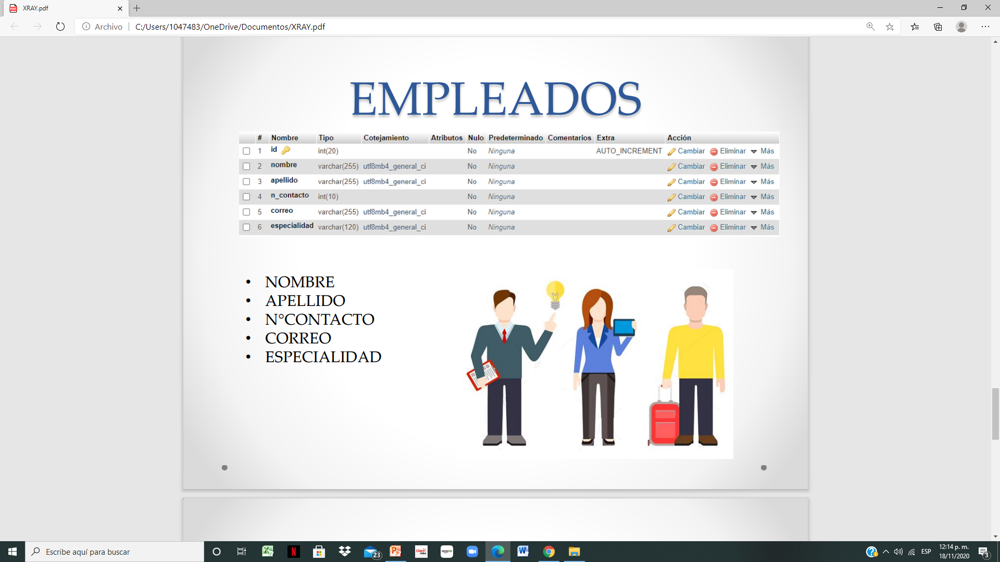 XRAY.pdf
Archivo C:/Users/1047483/OneDrive/Documentos/XRAY.pdf
EMPLEADOS
# Nombre Tipo Cotejamiento Atributos Nulo Predeterminado Comentarios Extra Acción
1 id int(20) No Ninguna AUTO_INCREMENT Cambiar Eliminar Más
2 nombre varchar(255) utf8mb4_general_ci No Ninguna Cambiar Eliminar Más
3 apellido varchar(255) utf8mb4_general_ci No Ninguna Cambiar Eliminar Más
4 n_contacto int(10) No Ninguna Cambiar Eliminar Más
5 correo varchar(255) utf8mb4_general_ci No Ninguna Cambiar Eliminar Más
6 especialidad varchar(120) utf8mb4_general_ci No Ninguna Cambiar Eliminar Más
• NOMBRE
• APELLIDO
• N°CONTACTO
• CORREO
• ESPECIALIDAD
Escribe aquí para buscar
23
ESP
12:14 p. m.
18/11/2020
3